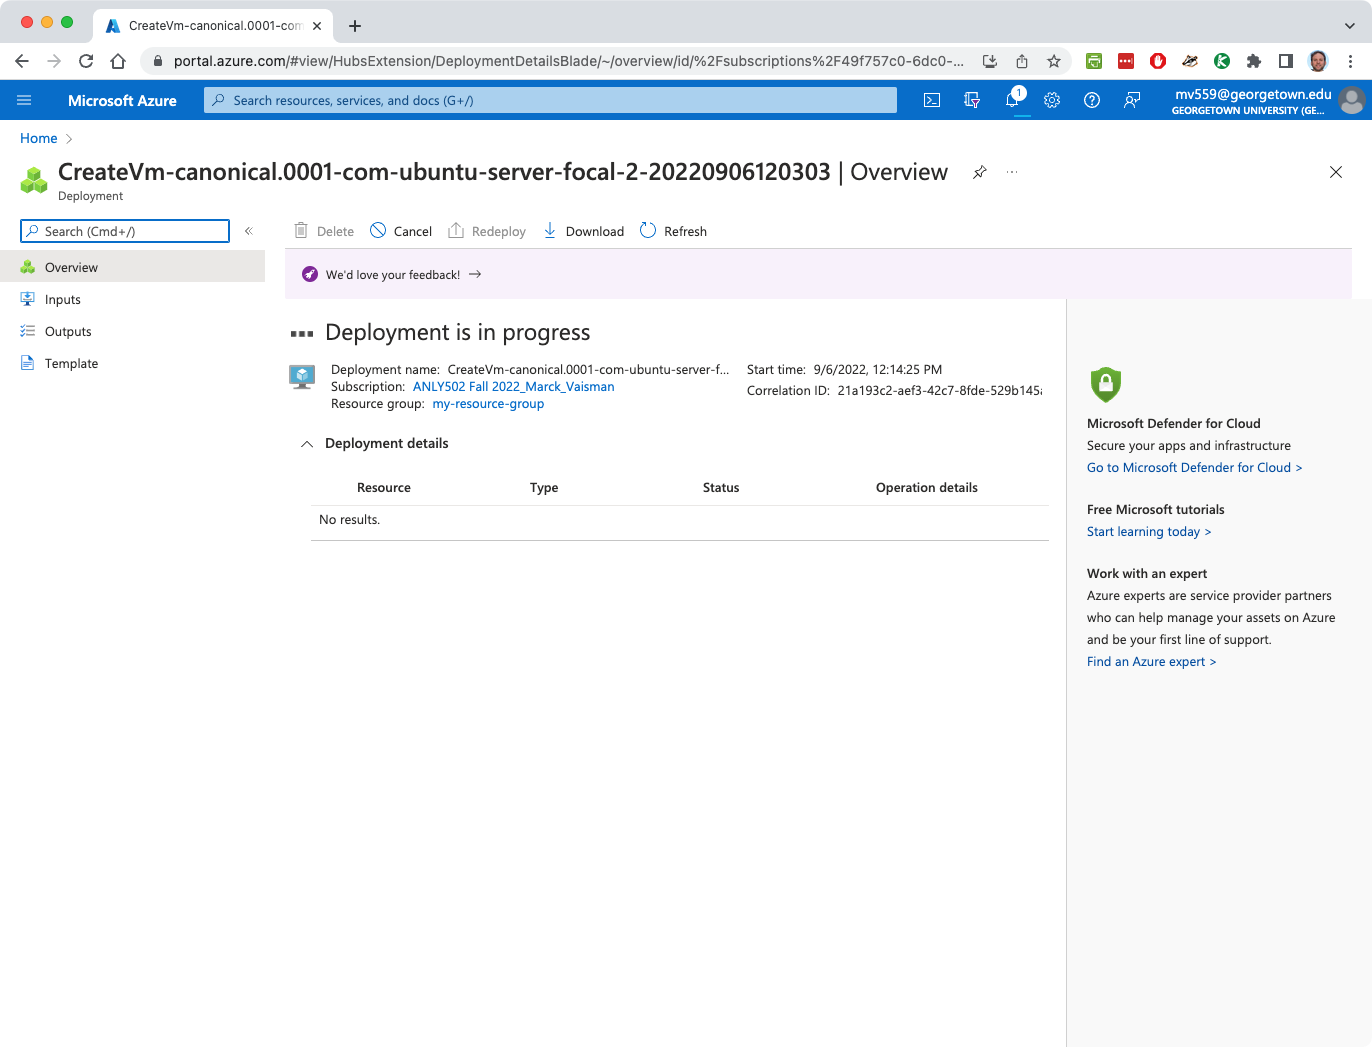 CreateVm-canonical.0001-com
portal.azure.com/#view/HubsExtension/DeploymentDetailsBlade/~/overview/id/%2Fsubscriptions%2F49f757c0-6dc0-...
Microsoft Azure
Search resources, services, and docs (G+/)
1
mv559@georgetown.edu
GEORGETOWN UNIVERSITY (GE...
Home
CreateVm-canonical.0001-com-ubuntu-server-focal-2-20220906120303 | Overview
Deployment
Search (Cmd+/)
Delete
Cancel
Redeploy
Download
Refresh
Overview
Inputs
Outputs
Template
We'd love your feedback!
Deployment is in progress
Deployment name: CreateVm-canonical.0001-com-ubuntu-server-f...
Subscription: ANLY502 Fall 2022_Marck_Vaisman
Resource group: my-resource-group
Start time: 9/6/2022, 12:14:25 PM
Correlation ID: 21a193c2-aef3-42c7-8fde-529b145a
Deployment details
Resource Type Status Operation details
No results.
Microsoft Defender for Cloud
Secure your apps and infrastructure
Go to Microsoft Defender for Cloud >
Free Microsoft tutorials
Start learning today >
Work with an expert
Azure experts are service provider partners
who can help manage your assets on Azure
and be your first line of support.
Find an Azure expert >